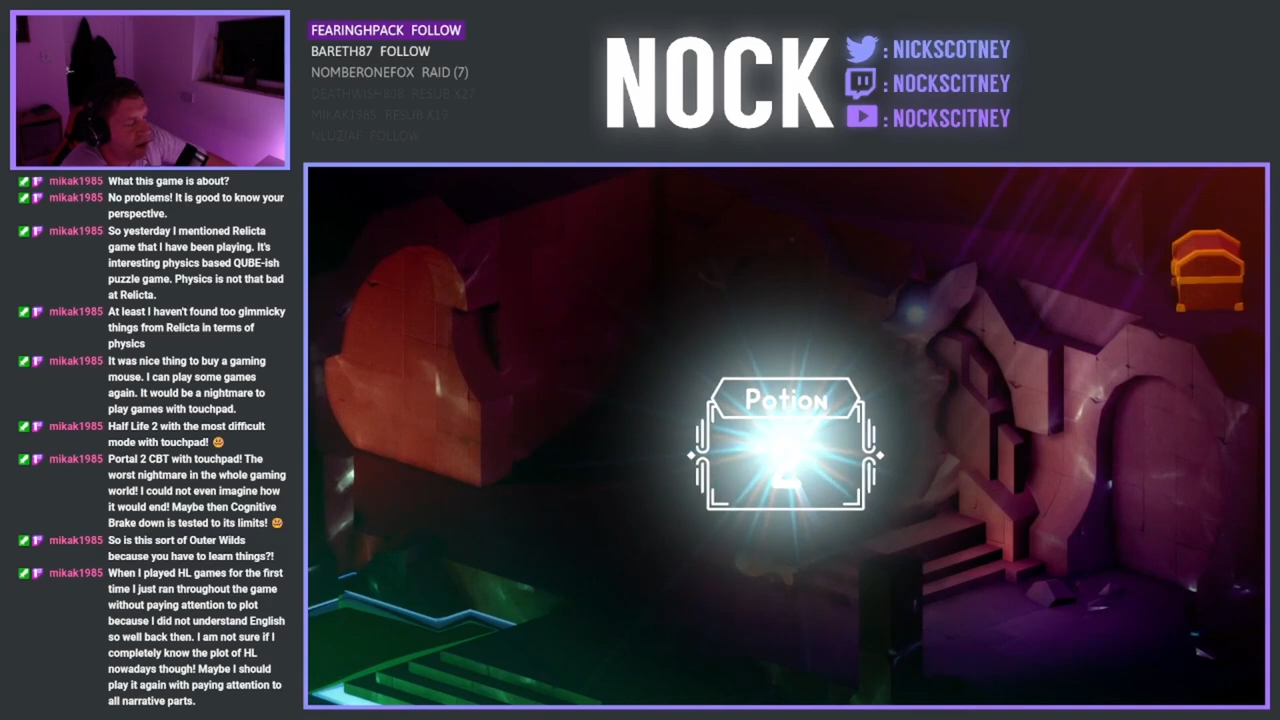 FEARINGHPACK FOLLOW
BARETH87 FOLLOW
NOMBERONEFOX RAID (7)
DEATHWISH808 RESUB X27
MIKAK1985 RESUB X19
NLUZIAF FOLLOW
NOCK
: NICKSCOTNEY
: NOCKSCITNEY
: NOCKSCITNEY
mikak1985 What this game is about?
mikak1985 No problems! It is good to know your
perspective.
mikak1985 So yesterday I mentioned Relicta
game that I have been playing. It's
interesting physics based QUBE-ish
puzzle game. Physics is not that bad
at Relicta.
mikak1985 At least I haven't found too gimmicky
things from Relicta in terms of
physics
mikak1985 It was nice thing to buy a gaming
mouse. I can play some games
again. It would be a nightmare to
play games with touchpad.
mikak1985 Half Life 2 with the most difficult
mode with touchpad!
mikak1985 Portal 2 CBT with touchpad! The
worst nightmare in the whole gaming
world! I could not even imagine how
it would end! Maybe then Cognitive
Brake down is tested to its limits!
mikak1985 So is this sort of Outer Wilds
because you have to learn things?!
mikak1985 When I played HL games for the first
time I just ran throughout the game
without paying attention to plot
because I did not understand English
so well back then. I am not sure if I
completely know the plot of HL
nowadays though! Maybe I should
play it again with paying attention to
all narrative parts.
Potion